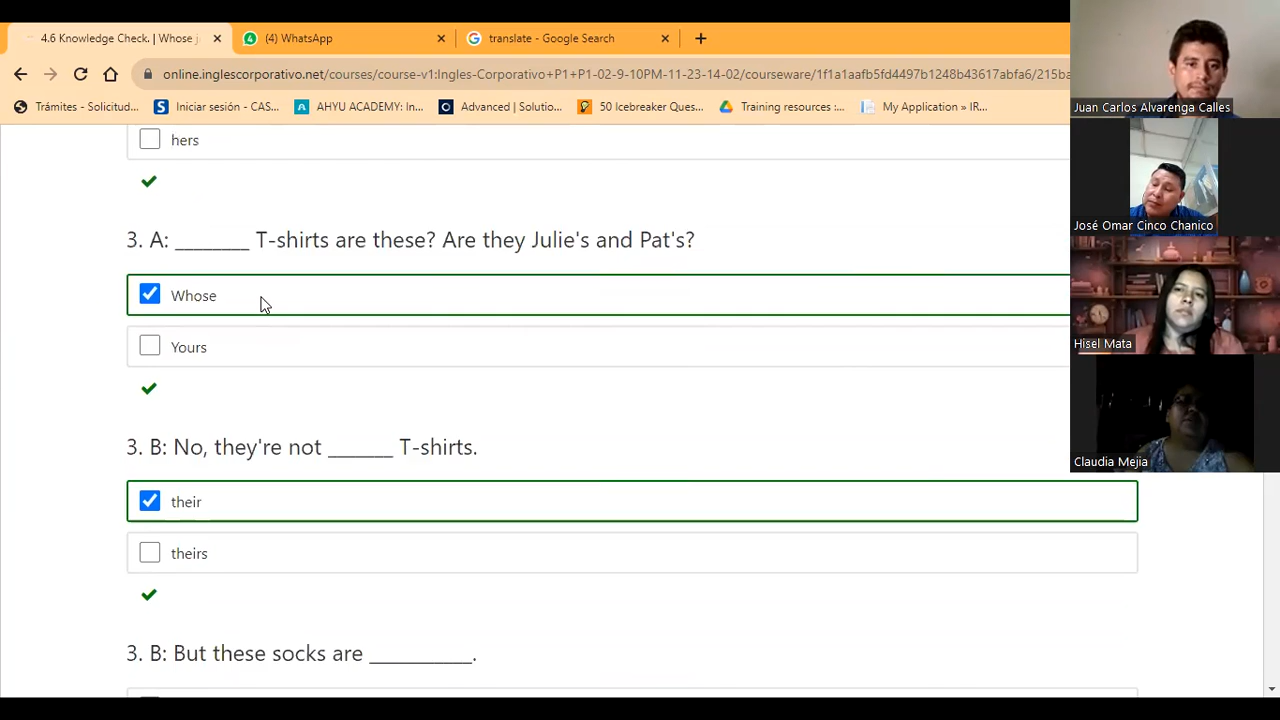 4.6 Knowledge Check. | Whose j
(4) WhatsApp
translate - Google Search
online.inglescorporativo.net/courses/course-v1:Ingles-Corporativo+P1+P1-02-9-10PM-11-23-14-02/courseware/1f1a1aafb5fd4497b1248b43617abfa6/215ba
Trámites - Solicitud...
Iniciar sesión - CAS...
AHYU ACADEMY: In...
Advanced | Solutio...
50 Icebreaker Ques...
Training resources :...
My Application » IR...
Juan Carlos Alvarenga Calles
hers
José Omar Cinco Chanico
3. A: ________ T-shirts are these? Are they Julie's and Pat's?
Whose
Hisel Mata
Yours
3. B: No, they're not _______ T-shirts.
Claudia Mejia
their
theirs
3. B: But these socks are ___________.